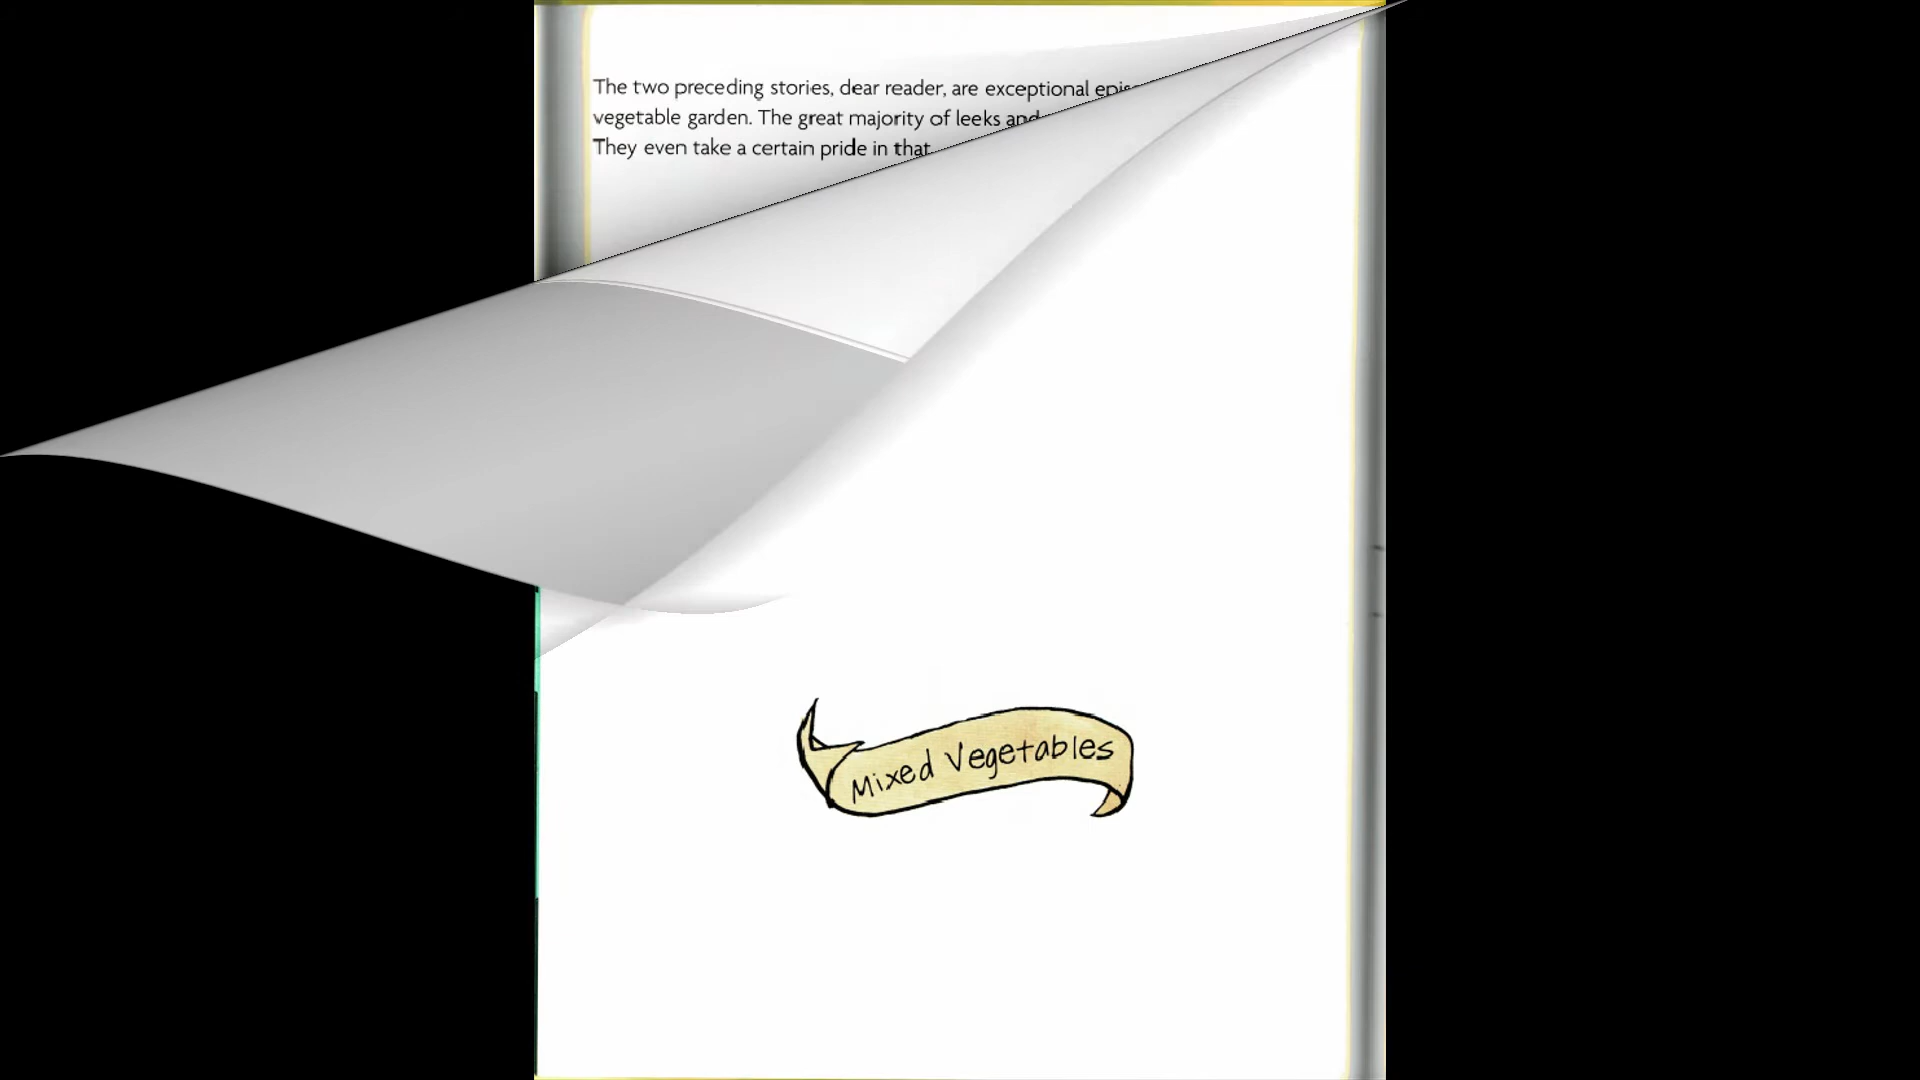 The two preceding stories, dear reader, are exceptional
vegetable garden. The great majority of leeks and
They even take a certain pride in that
Mixed Vegetables